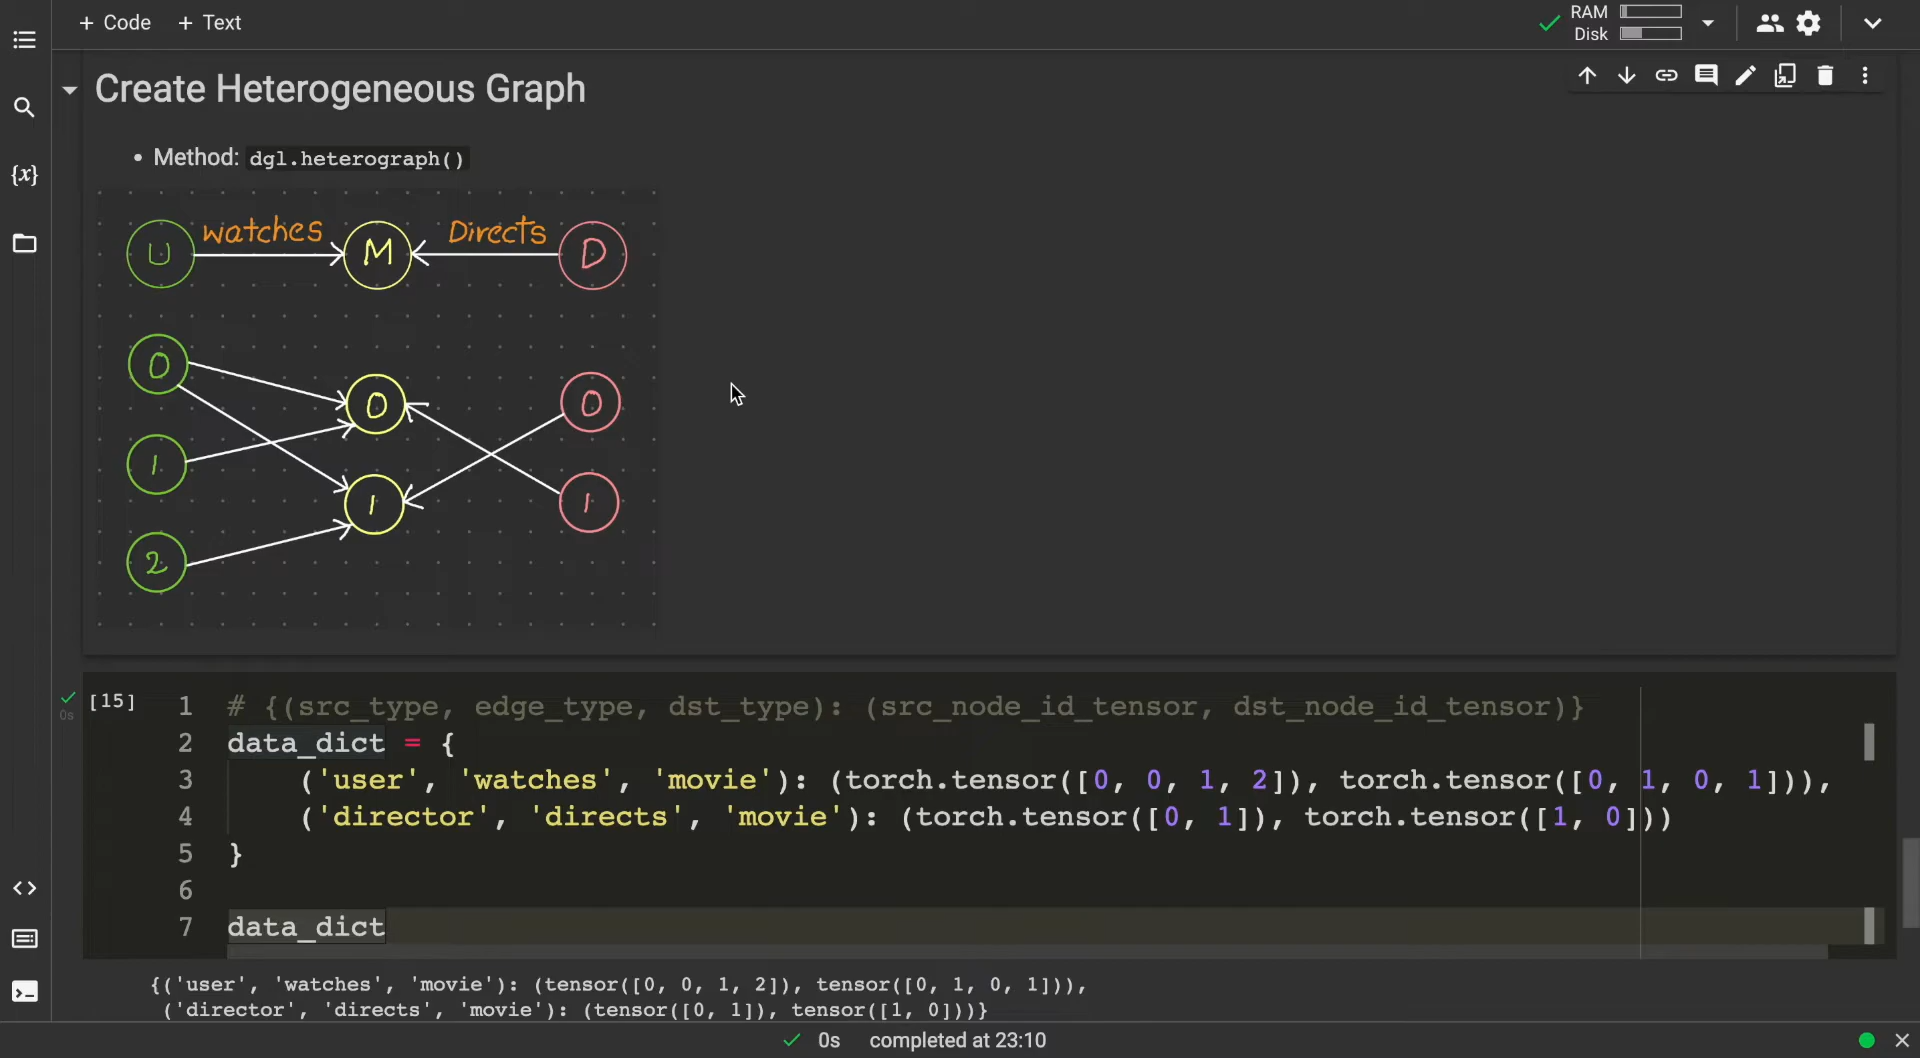 + Code + Text
RAM
Disk
Create Heterogeneous Graph
{x}
• Method: dgl.heterograph()
watches Directs
U M D
0
0 0
1
1 1
2
[15]
0s
1 # {(src_type, edge_type, dst_type): (src_node_id_tensor, dst_node_id_tensor)}
2 data_dict = {
3 ('user', 'watches', 'movie'): (torch.tensor([0, 0, 1, 2]), torch.tensor([0, 1, 0, 1])),
4 ('director', 'directs', 'movie'): (torch.tensor([0, 1]), torch.tensor([1, 0]))
5 }
6
7 data_dict
{('user', 'watches', 'movie'): (tensor([0, 0, 1, 2]), tensor([0, 1, 0, 1])),
('director', 'directs', 'movie'): (tensor([0, 1]), tensor([1, 0]))}
0s completed at 23:10